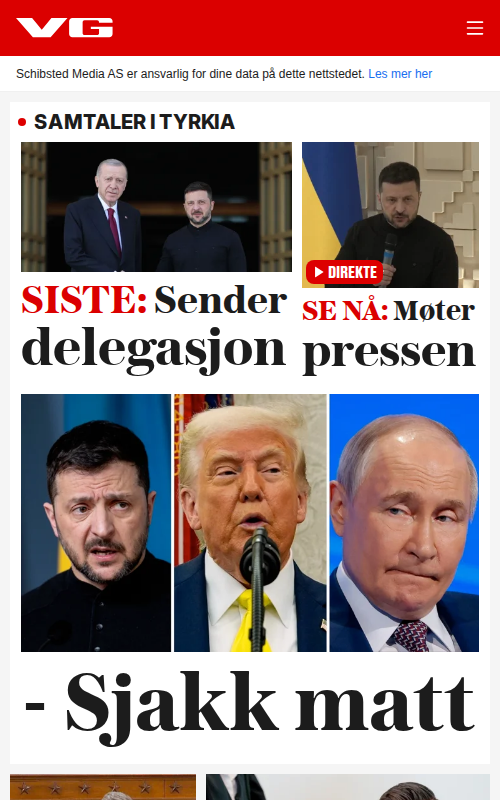 VG
Schibsted Media AS er ansvarlig for dine data på dette nettstedet. Les mer her
SAMTALER I TYRKIA
SISTE: Sender
delegasjon
DIREKTE
SE NÅ: Møter
pressen
- Sjakk matt